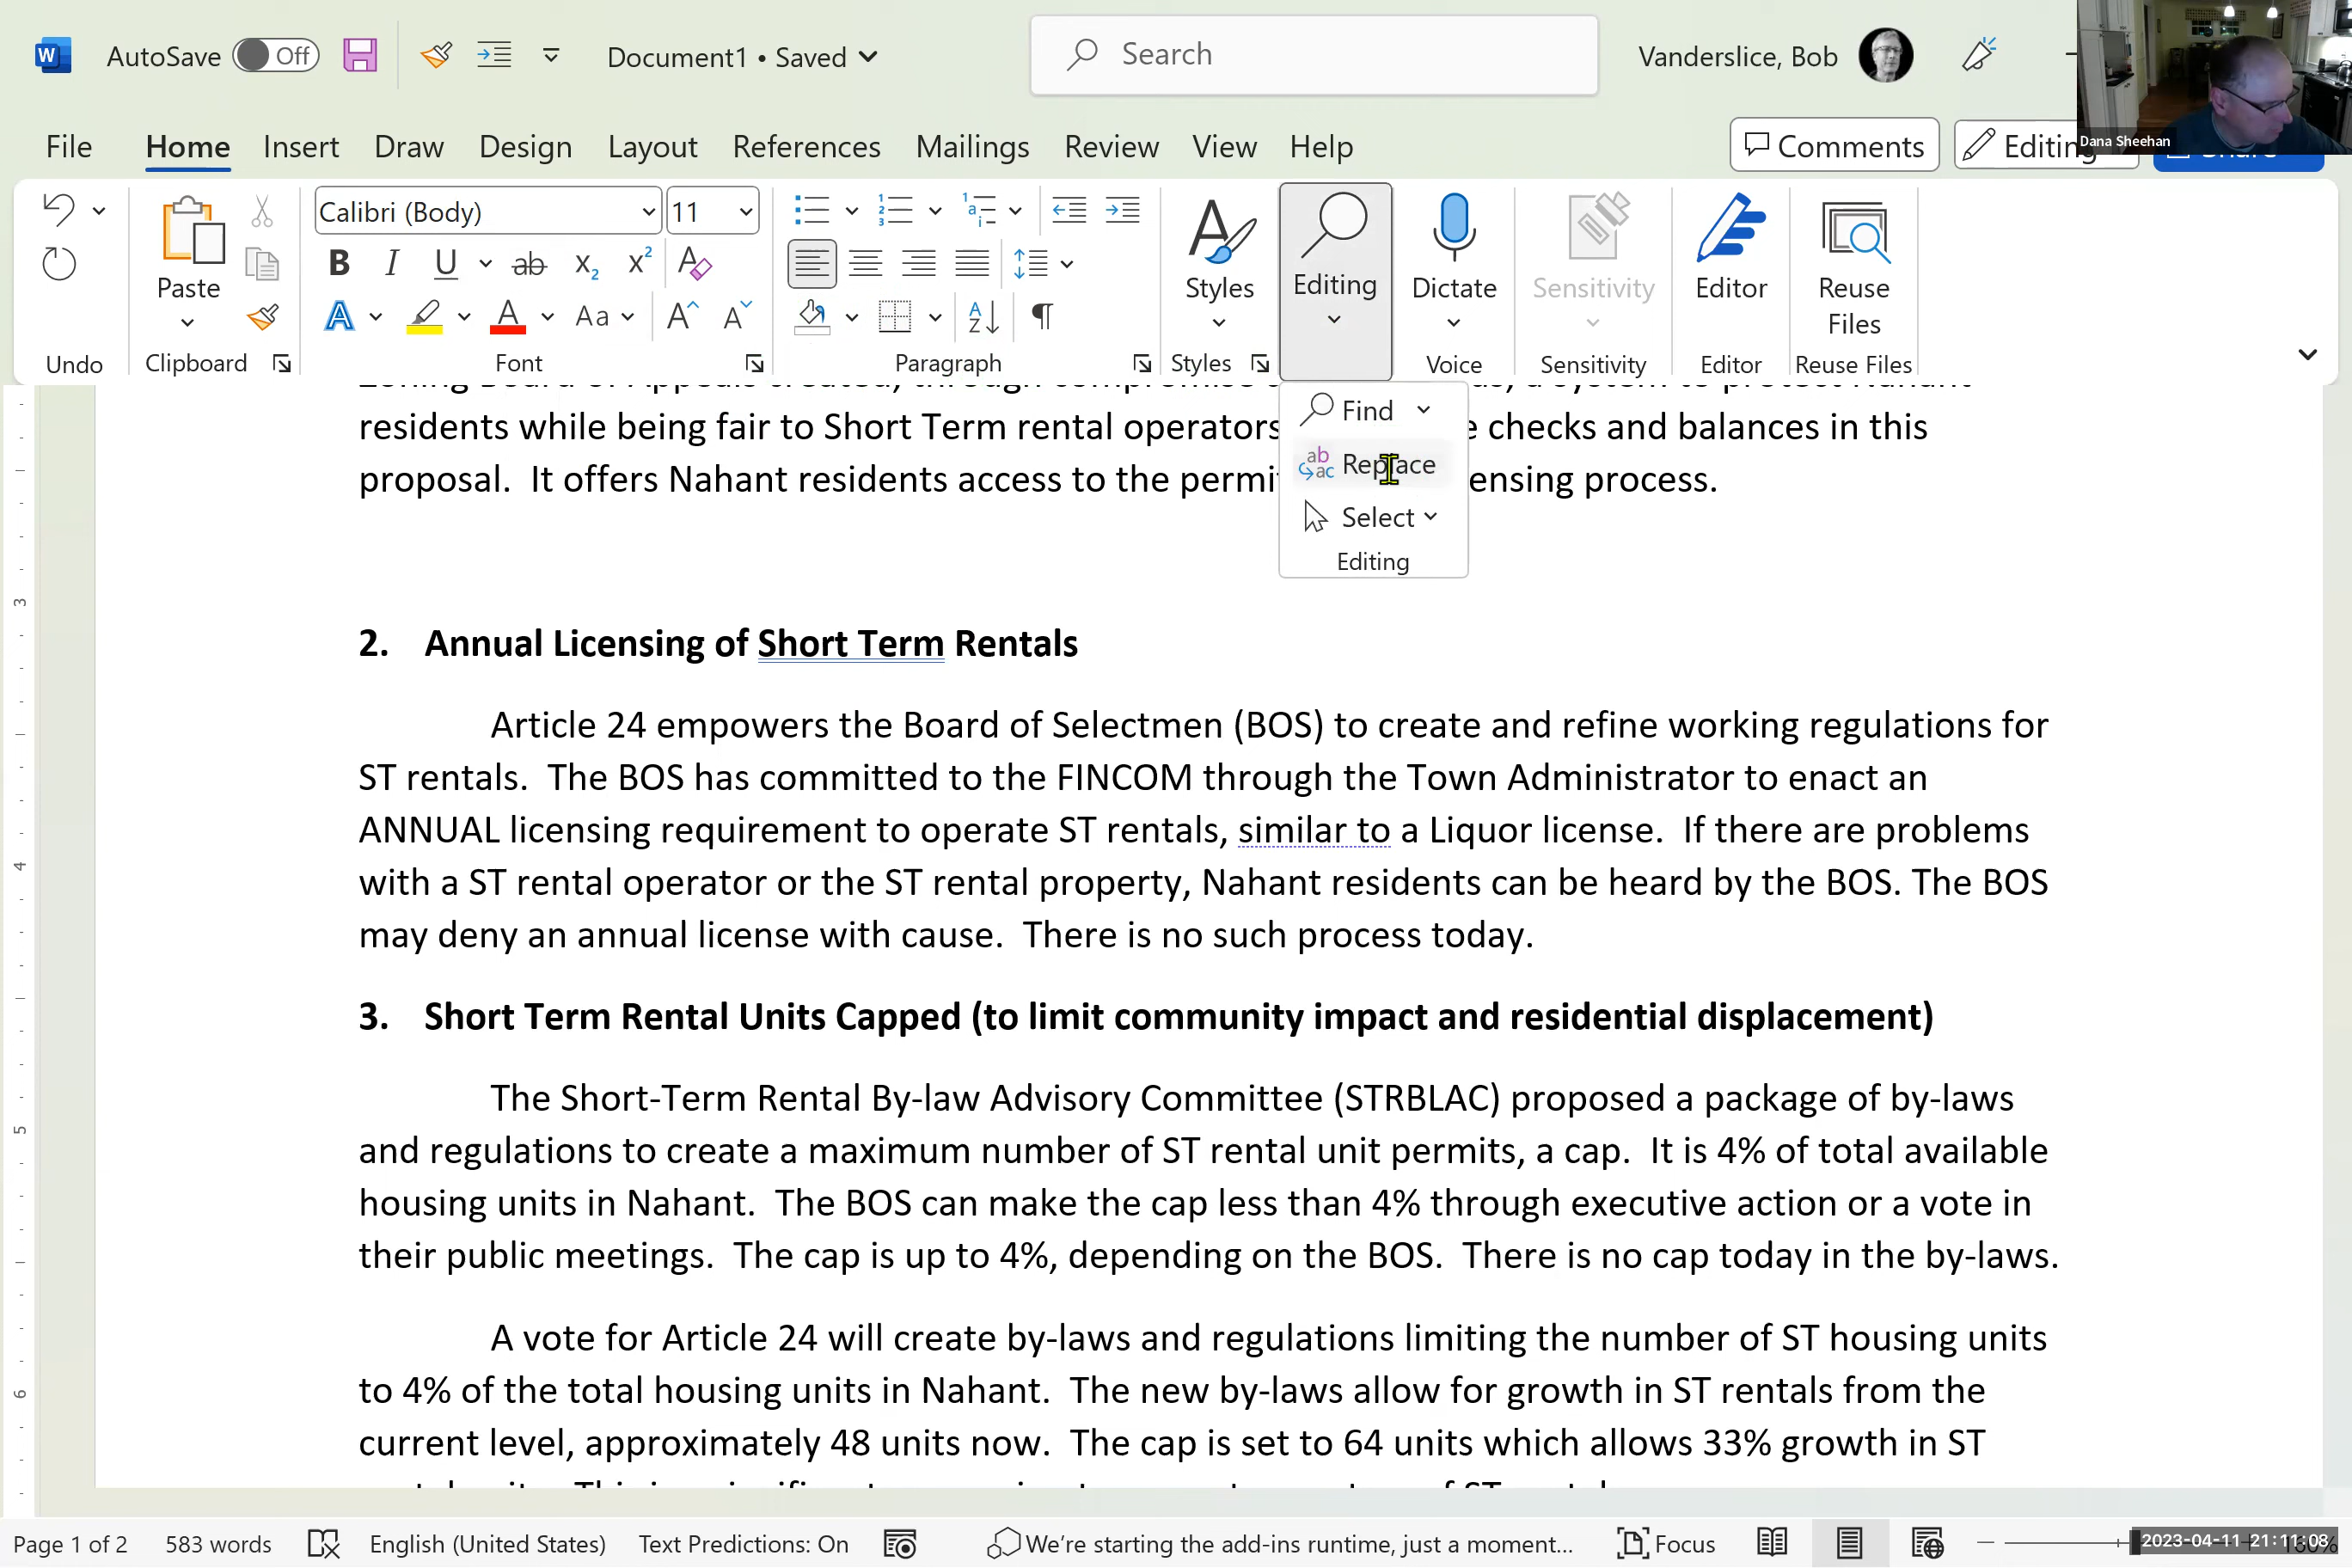 AutoSave Off Document1 • Saved Search Vanderslice, Bob
Dana Sheehan
File Home Insert Draw Design Layout References Mailings Review View Help Comments Editing
Calibri (Body) 11
Paste Styles Editing Dictate Sensitivity Editor Reuse Files
Undo Clipboard Font Paragraph Styles Voice Sensitivity Editor Reuse Files
Find
Replace
Select
Editing
residents while being fair to Short Term rental operators checks and balances in this
proposal. It offers Nahant residents access to the process.
2. Annual Licensing of Short Term Rentals
Article 24 empowers the Board of Selectmen (BOS) to create and refine working regulations for
ST rentals. The BOS has committed to the FINCOM through the Town Administrator to enact an
ANNUAL licensing requirement to operate ST rentals, similar to a Liquor license. If there are problems
with a ST rental operator or the ST rental property, Nahant residents can be heard by the BOS. The BOS
may deny an annual license with cause. There is no such process today.
3. Short Term Rental Units Capped (to limit community impact and residential displacement)
The Short-Term Rental By-law Advisory Committee (STRBLAC) proposed a package of by-laws
and regulations to create a maximum number of ST rental unit permits, a cap. It is 4% of total available
housing units in Nahant. The BOS can make the cap less than 4% through executive action or a vote in
their public meetings. The cap is up to 4%, depending on the BOS. There is no cap today in the by-laws.
A vote for Article 24 will create by-laws and regulations limiting the number of ST housing units
to 4% of the total housing units in Nahant. The new by-laws allow for growth in ST rentals from the
current level, approximately 48 units now. The cap is set to 64 units which allows 33% growth in ST
3
4
5
6
Page 1 of 2 583 words English (United States) Text Predictions: On We're starting the add-ins runtime, just a moment... Focus
2023-04-11 21:11:08